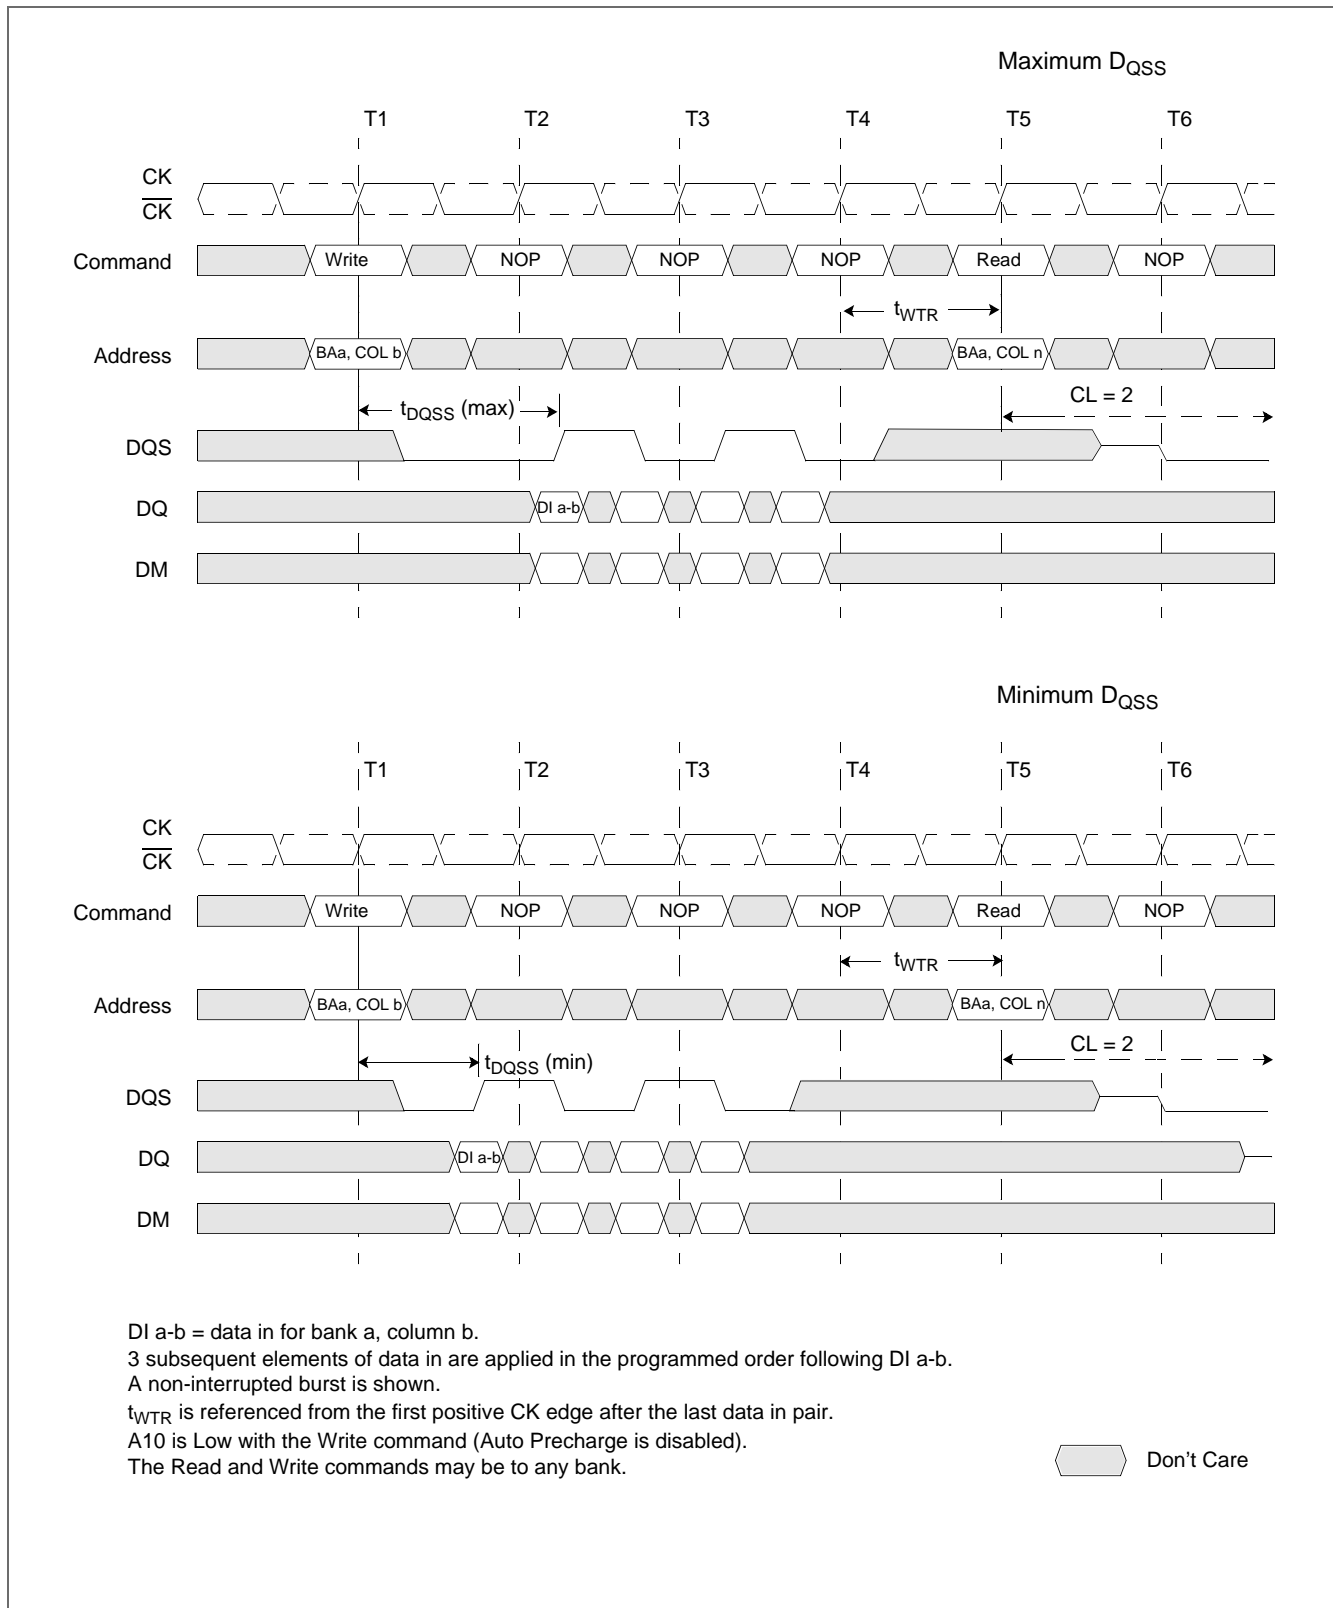 Maximum DQSS
T1 T2 T3 T4 T5 T6
CK
CK
Command Write NOP NOP NOP Read NOP
tWTR
Address BAa, COL b BAa, COL n
tDQSS (max) CL = 2
DQS
DQ DI a-b
DM
Minimum DQSS
T1 T2 T3 T4 T5 T6
CK
CK
Command Write NOP NOP NOP Read NOP
tWTR
Address BAa, COL b BAa, COL n
tDQSS (min) CL = 2
DQS
DQ DI a-b
DM
DI a-b = data in for bank a, column b.
3 subsequent elements of data in are applied in the programmed order following DI a-b.
A non-interrupted burst is shown.
tWTR is referenced from the first positive CK edge after the last data in pair.
A10 is Low with the Write command (Auto Precharge is disabled).
The Read and Write commands may be to any bank.
Don't Care